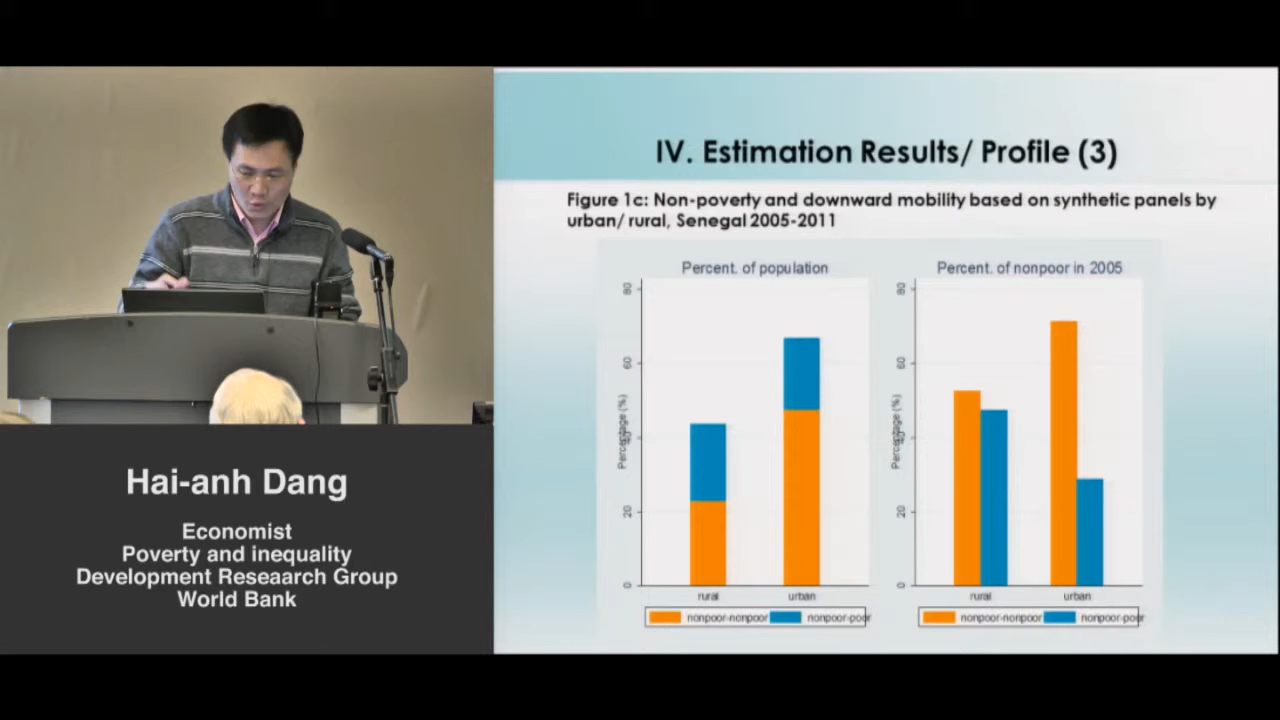 Hai-anh Dang
Economist
Poverty and inequality
Development Reseaarch Group
World Bank
IV. Estimation Results/ Profile (3)
Figure 1c: Non-poverty and downward mobility based on synthetic panels by
urban/ rural, Senegal 2005-2011
Percent. of population
Percentage (%)
80
60
40
20
0
rural urban
nonpoor-nonpoor nonpoor-poor
Percent. of nonpoor in 2005
Percentage (%)
80
60
40
20
0
rural urban
nonpoor-nonpoor nonpoor-poor